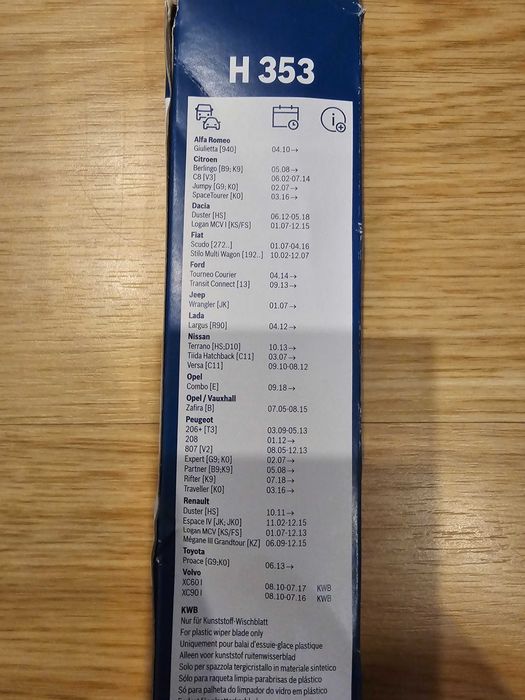 H 353
Alfa Romeo
Giulietta [940] 04.10→
Citroen
Berlingo [B9; K9] 05.08→
C8 [V3] 06.02-07.14
Jumpy [G9; K0] 02.07→
SpaceTourer [K0] 03.16→
Dacia
Duster [HS] 06.12-05.18
Logan MCV I [KS/FS] 01.07-12.15
Fiat
Scudo [272..] 01.07-04.16
Stilo Multi Wagon [192..] 10.02-12.07
Ford
Tourneo Courier 04.14→
Transit Connect [13] 09.13→
Jeep
Wrangler [JK] 01.07→
Lada
Largus [R90] 04.12→
Nissan
Terrano [HS;D10] 10.13→
Tiida Hatchback [C11] 03.07→
Versa [C11] 09.10-08.12
Opel
Combo [E] 09.18→
Opel / Vauxhall
Zafira [B] 07.05-08.15
Peugeot
206+ [T3] 03.09-05.13
208 01.12→
807 [V2] 08.05-12.13
Expert [G9; K0] 02.07→
Partner [B9;K9] 05.08→
Rifter [K9] 07.18→
Traveller [K0] 03.16→
Renault
Duster [HS] 10.11→
Espace IV [JK; JK0] 11.02-12.15
Logan MCV [KS/FS] 01.07-12.13
Mégane III Grandtour [KZ] 06.09-12.15
Toyota
Proace [G9;K0] 06.13→
Volvo
XC60 I 08.10-07.17 KWB
XC90 I 08.10-07.16 KWB
KWB
Nur für Kunststoff-Wischblatt
For plastic wiper blade only
Uniquement pour balai d'essuie-glace plastique
Alleen voor kunststof ruitenwisserblad
Solo per spazzola tergicristallo in materiale sintetico
Sólo para raqueta limpia-parabrisas de plástico
Só para palheta do limpador do vidro em plástico